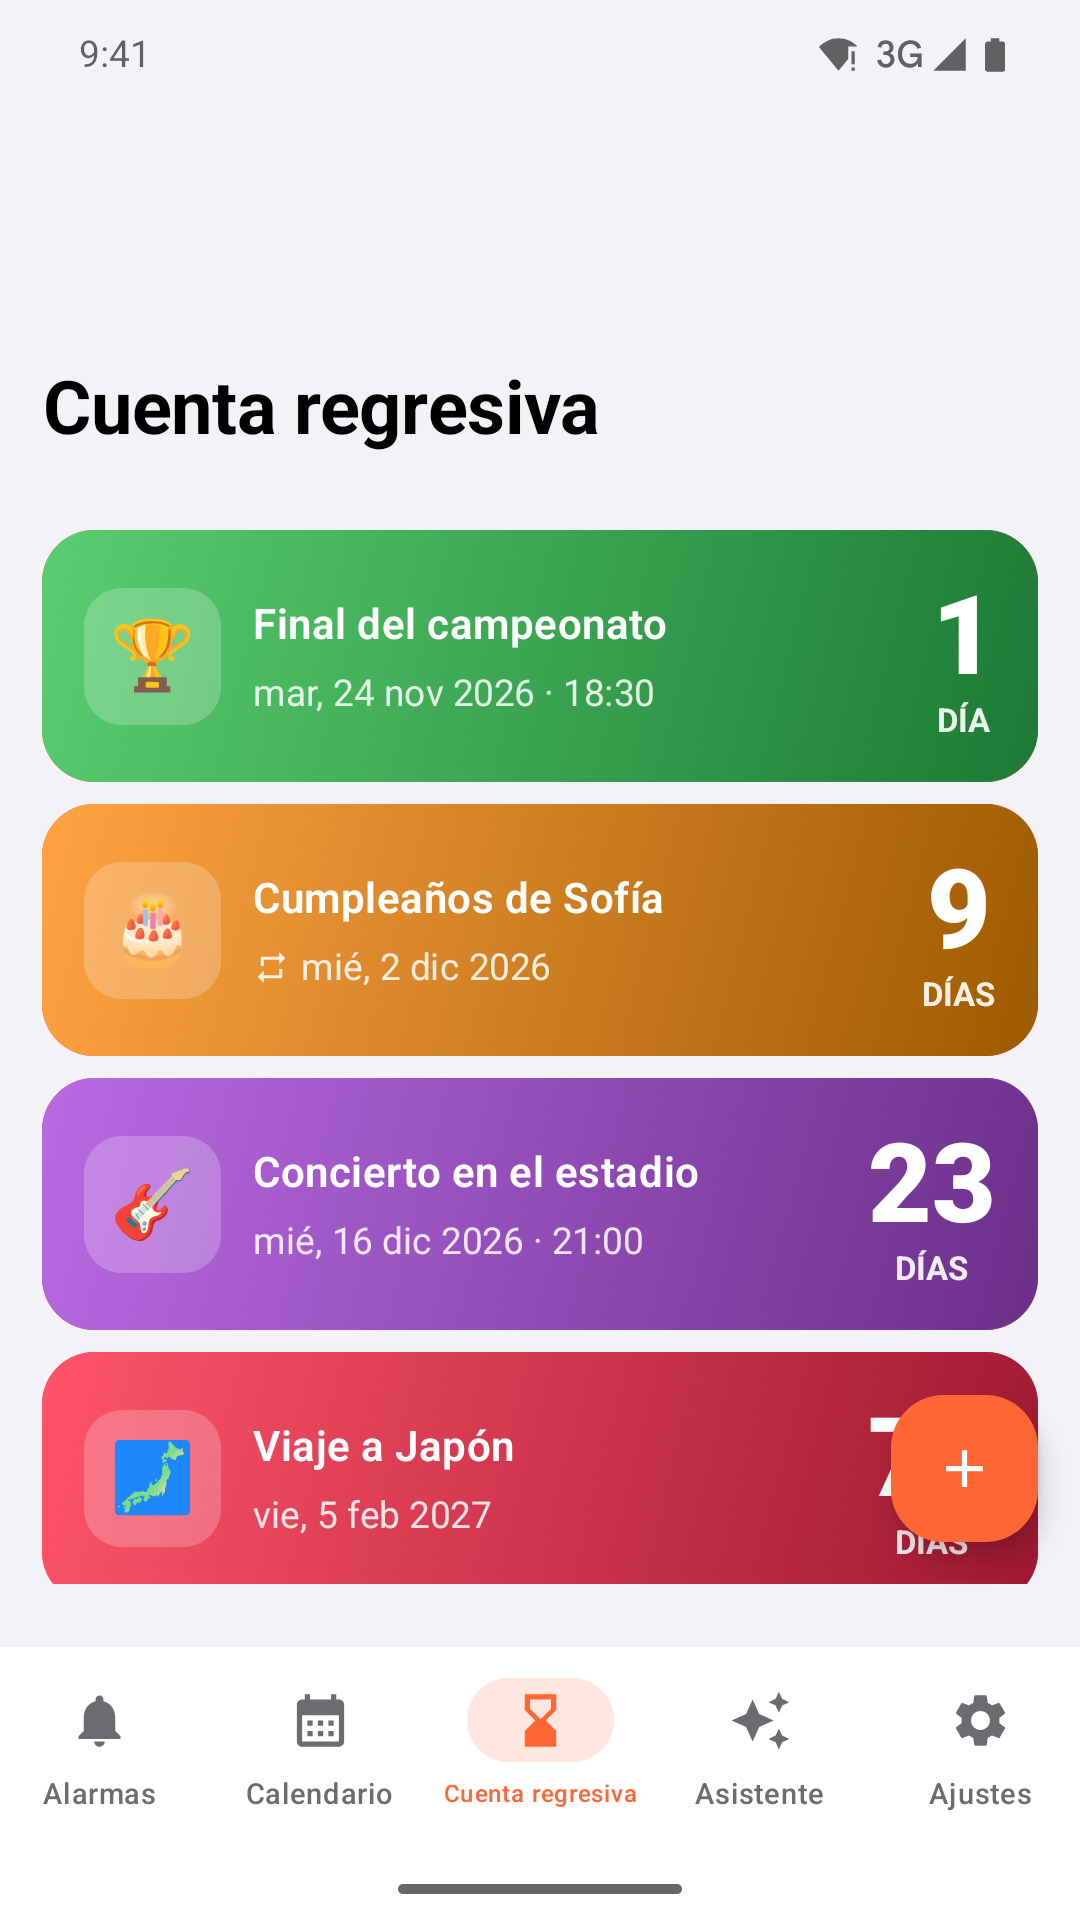 9:41
3G
Cuenta regresiva
Final del campeonato
mar, 24 nov 2026 · 18:30
1
DÍA
Cumpleaños de Sofía
mié, 2 dic 2026
9
DÍAS
Concierto en el estadio
mié, 16 dic 2026 · 21:00
23
DÍAS
Viaje a Japón
vie, 5 feb 2027
DÍAS
Alarmas
Calendario
Cuenta regresiva
Asistente
Ajustes